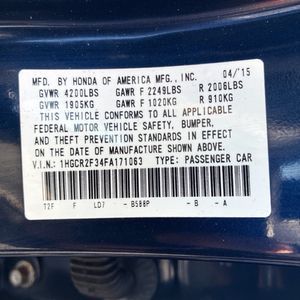 MFD. BY HONDA OF AMERICA MFG., INC. 04/15
GVWR 4200LBS GAWR F 2249LBS R 2006LBS
GVWR 1905KG GAWR F 1020KG R 910KG
THIS VEHICLE CONFORMS TO ALL APPLICABLE
FEDERAL MOTOR VEHICLE SAFETY, BUMPER,
AND THEFT PREVENTION STANDARDS IN EFFECT
ON THE DATE OF MANUFACTURE SHOWN ABOVE.
V.I.N.: 1HGCR2F34FA171063 TYPE: PASSENGER CAR
T2F F LD7 -B588P -B -A